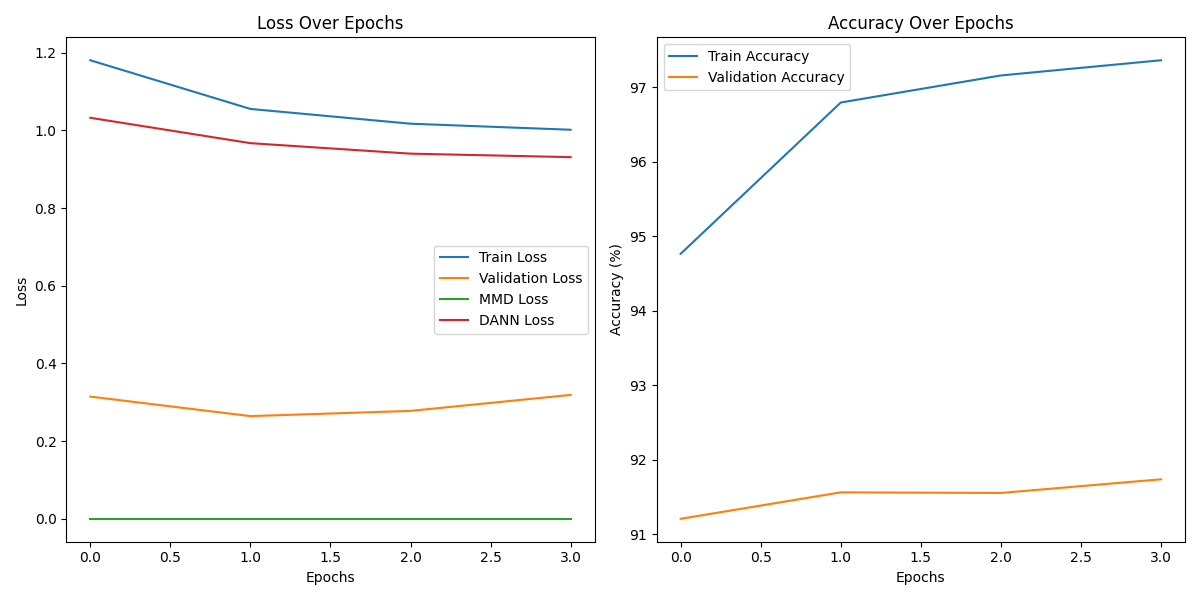 Loss Over Epochs
1.2
1.0
0.8
0.6
0.4
0.2
0.0
Loss
Train Loss
Validation Loss
MMD Loss
DANN Loss
0.0 0.5 1.0 1.5 2.0 2.5 3.0
Epochs
Accuracy Over Epochs
Train Accuracy
Validation Accuracy
97
96
95
94
93
92
91
Accuracy (%)
0.0 0.5 1.0 1.5 2.0 2.5 3.0
Epochs